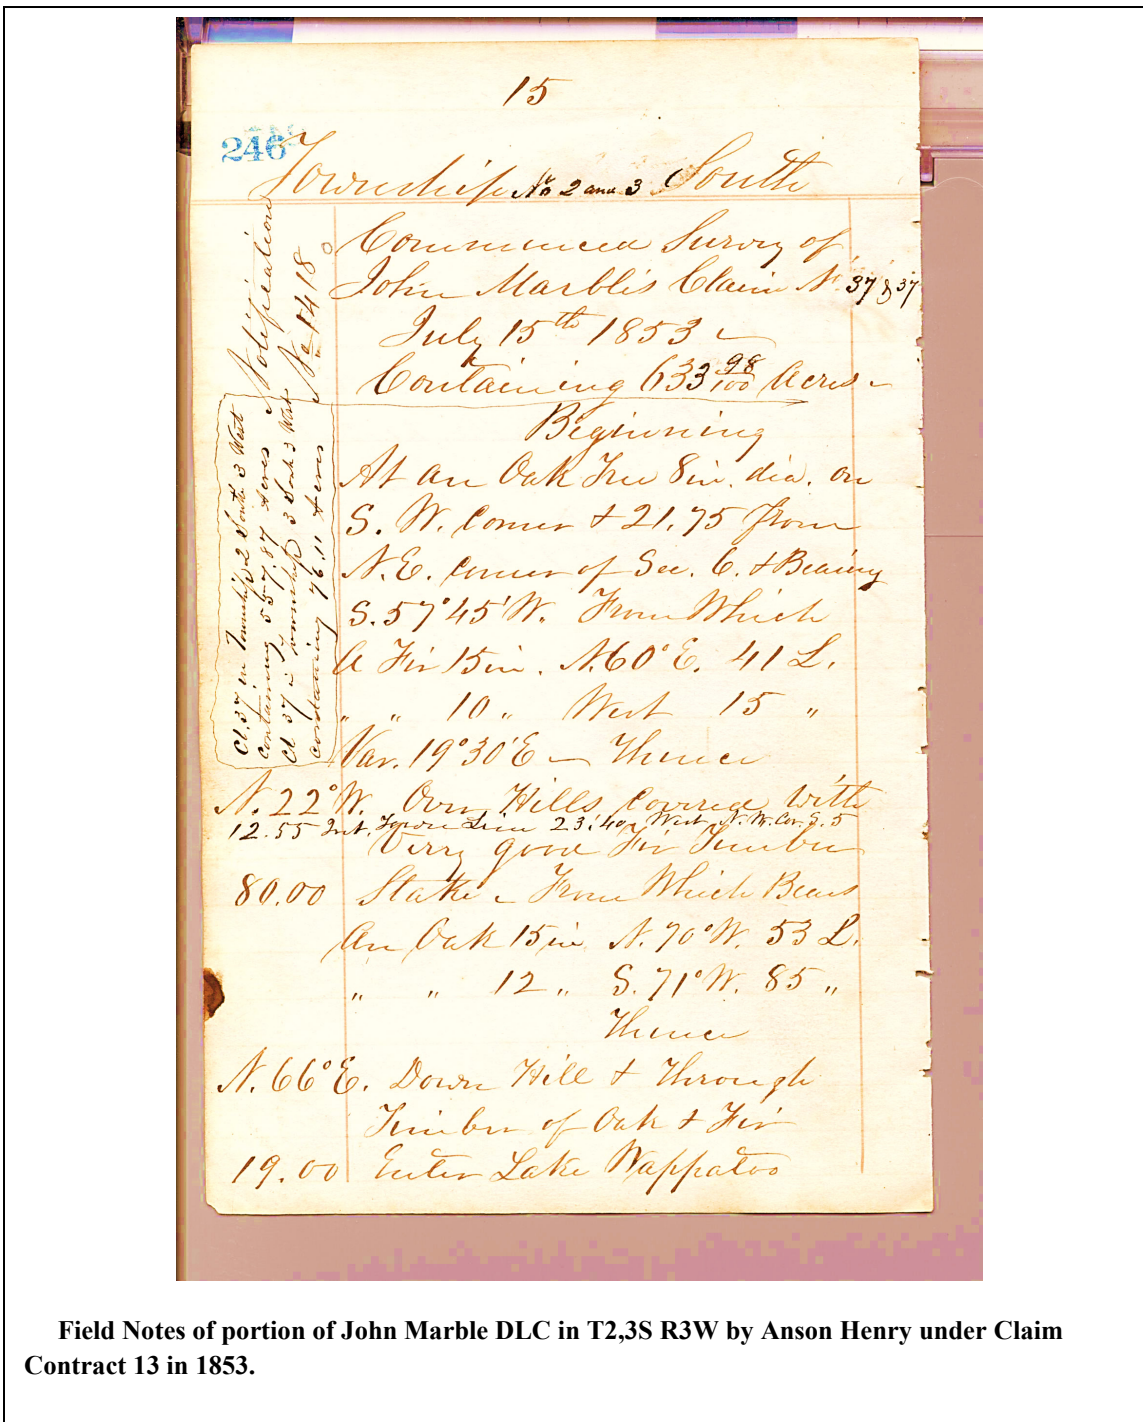 15
246
Township No 2 and 3 South
Notification
No 1418
Cl. 37 in Township 2 South 3 West
Containing 557.87 Acres
Cl 37 in Township 3 South 3 West
Containing 76.11 Acres
Commenced Survey of
John Marbls Claim No. 37 & 37
July 15th 1853 –
Containing 633 98/100 Acres –
Beginning
At an Oak Tree 8 in. dia. on
S. W. Corner & 21,75 from
N.E. corner of Sec. 6. & Bearing
S. 57°45' W. From Which
A Fir 15 in. N. 60° E. 41 L.
" " 10 " West 15 "
Var. 19°30' E – Thence
N. 22° W. Over Hills Covered With
12.55 Int. Town Line 23.40 West N.W. Cor. S. 5
Verry good Fir Timber
80.00 Stake – From Which Bears
An Oak 15 in N. 70° W. 53 L.
" " 12 " S. 71° W. 85 "
Thence
N. 66° E. Down Hill & Through
Timber of Oak & Fir
19.00 Enter Lake Wappatoo
Field Notes of portion of John Marble DLC in T2,3S R3W by Anson Henry under Claim
Contract 13 in 1853.